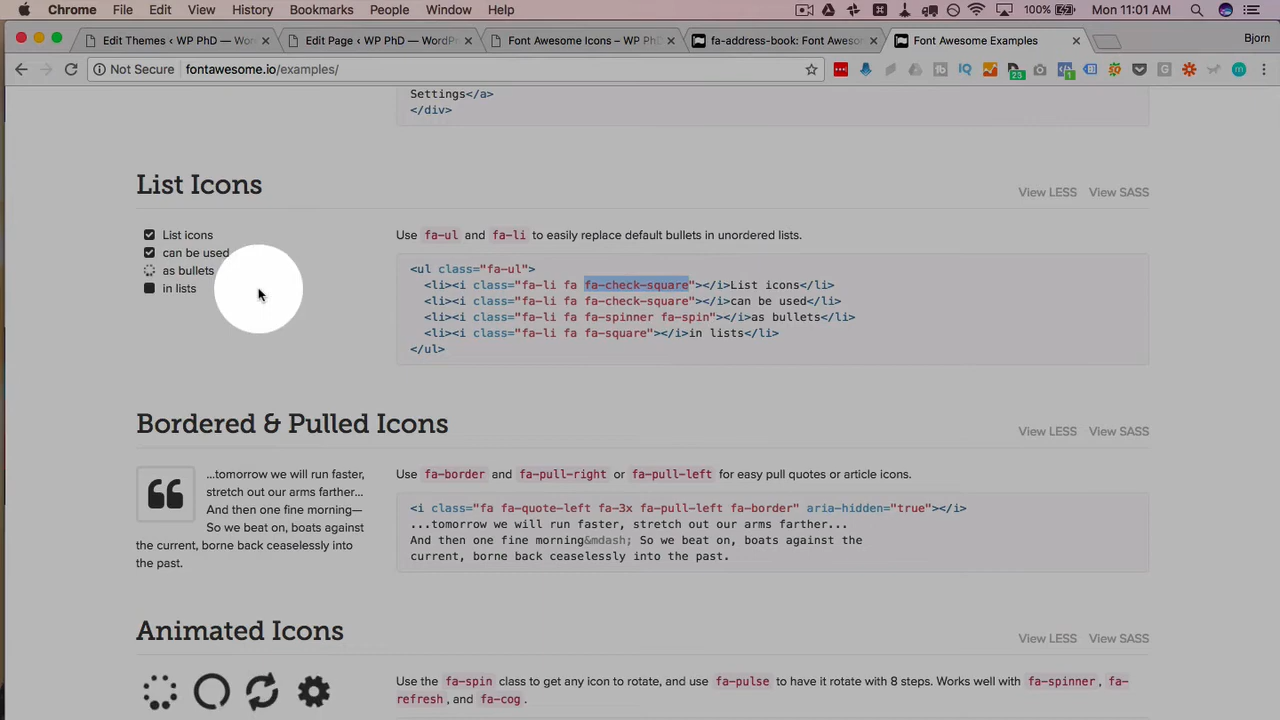 Chrome File Edit View History Bookmarks People Window Help 100% Mon 11:01 AM
Edit Themes ‹ WP PhD — Wor Edit Page ‹ WP PhD — WordPr Font Awesome Icons – WP PhD fa-address-book: Font Aweso Font Awesome Examples Bjorn
Not Secure fontawesome.io/examples/ 23 1
Settings</a>
</div>
List Icons
View LESS View SASS
List icons
can be used
as bullets
in lists
Use fa-ul and fa-li to easily replace default bullets in unordered lists.
<ul class="fa-ul">
<li><i class="fa-li fa fa-check-square"></i>List icons</li>
<li><i class="fa-li fa fa-check-square"></i>can be used</li>
<li><i class="fa-li fa fa-spinner fa-spin"></i>as bullets</li>
<li><i class="fa-li fa fa-square"></i>in lists</li>
</ul>
Bordered & Pulled Icons
View LESS View SASS
...tomorrow we will run faster,
stretch out our arms farther...
And then one fine morning—
So we beat on, boats against
the current, borne back ceaselessly into
the past.
Use fa-border and fa-pull-right or fa-pull-left for easy pull quotes or article icons.
<i class="fa fa-quote-left fa-3x fa-pull-left fa-border" aria-hidden="true"></i>
...tomorrow we will run faster, stretch out our arms farther...
And then one fine morning&mdash; So we beat on, boats against the
current, borne back ceaselessly into the past.
Animated Icons
View LESS View SASS
Use the fa-spin class to get any icon to rotate, and use fa-pulse to have it rotate with 8 steps. Works well with fa-spinner, fa-
refresh, and fa-cog.